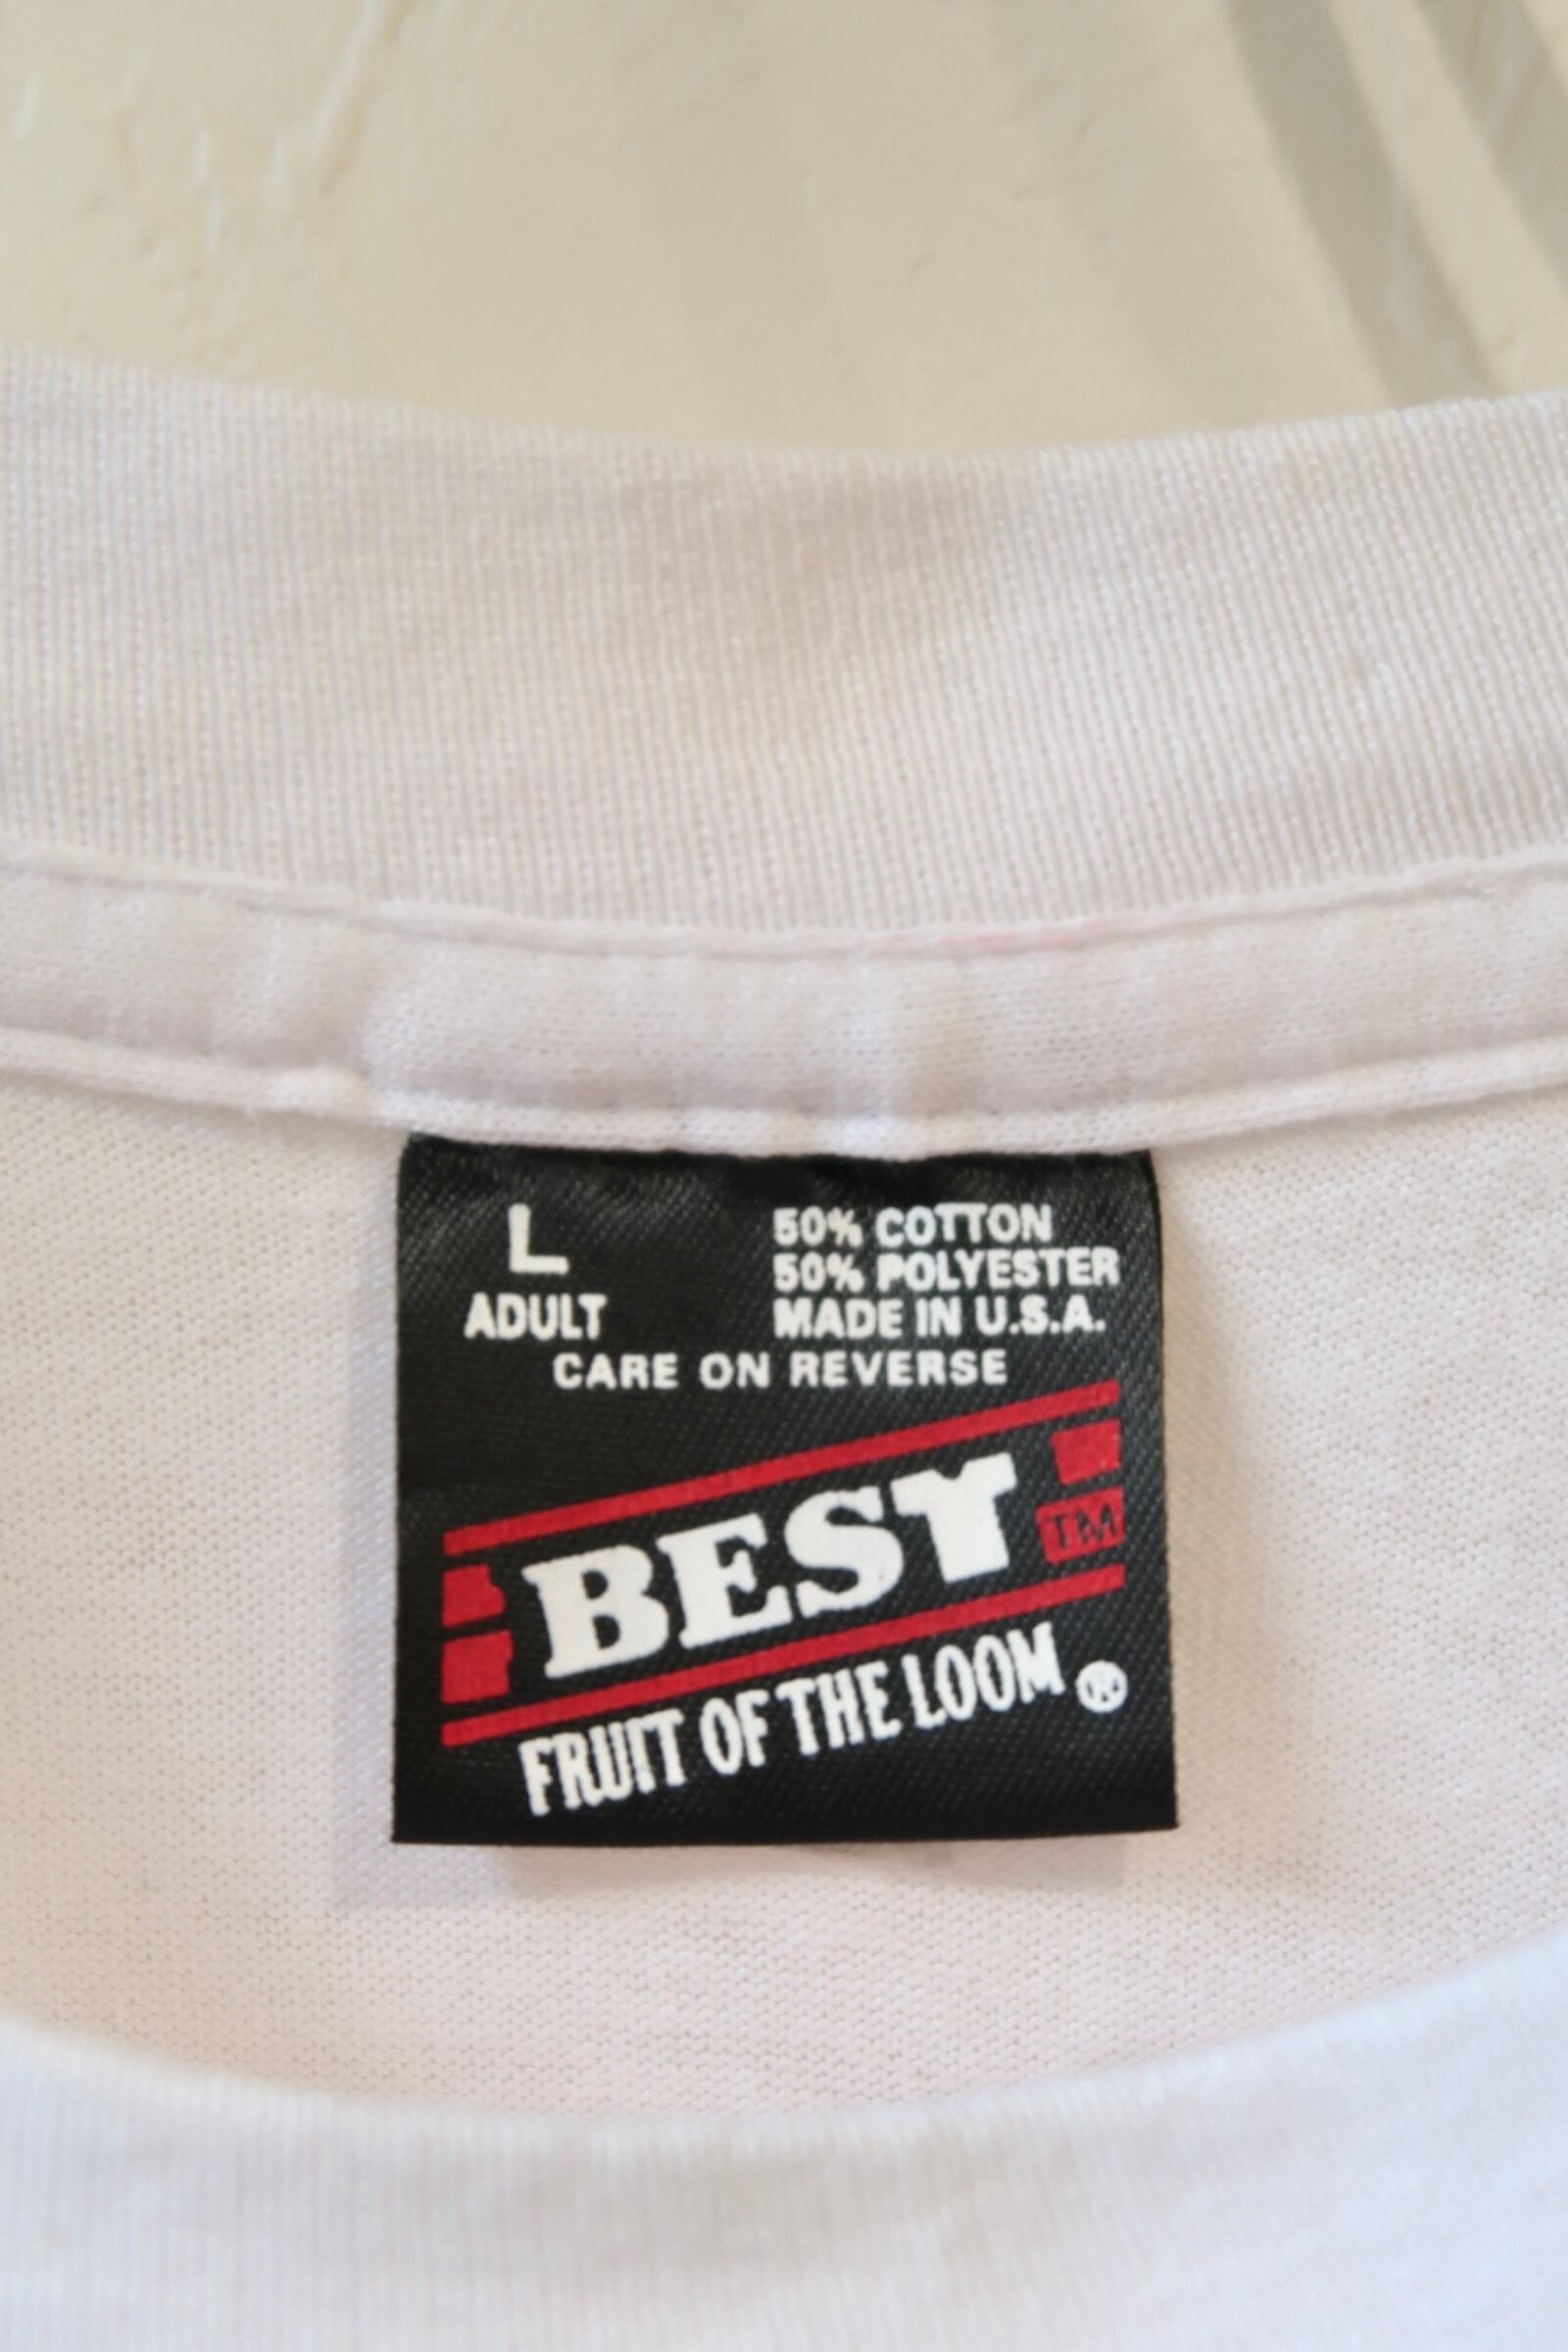 L
ADULT
50% COTTON
50% POLYESTER
MADE IN U.S.A.
CARE ON REVERSE
BEST TM
FRUIT OF THE LOOM ®